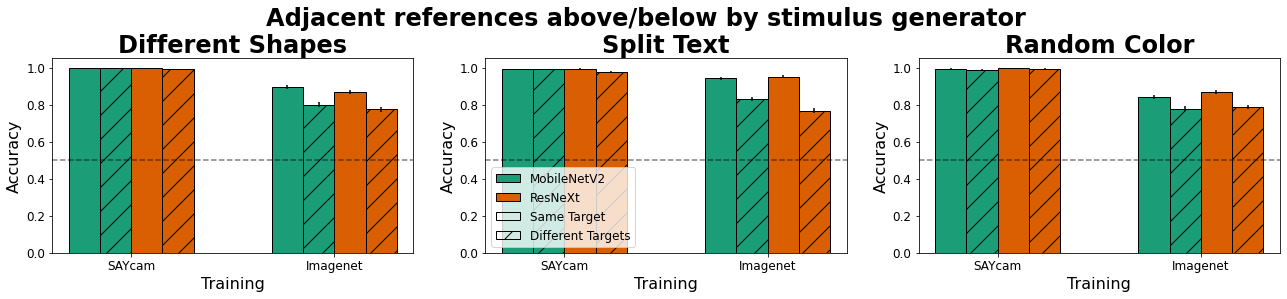 Adjacent references above/below by stimulus generator
Different Shapes
1.0
0.8
0.6
0.4
0.2
0.0
Accuracy
SAYcam
Imagenet
Training
Split Text
1.0
0.8
0.6
0.4
0.2
0.0
Accuracy
MobileNetV2
ResNeXt
Same Target
Different Targets
SAYcam
Imagenet
Training
Random Color
1.0
0.8
0.6
0.4
0.2
0.0
Accuracy
SAYcam
Imagenet
Training